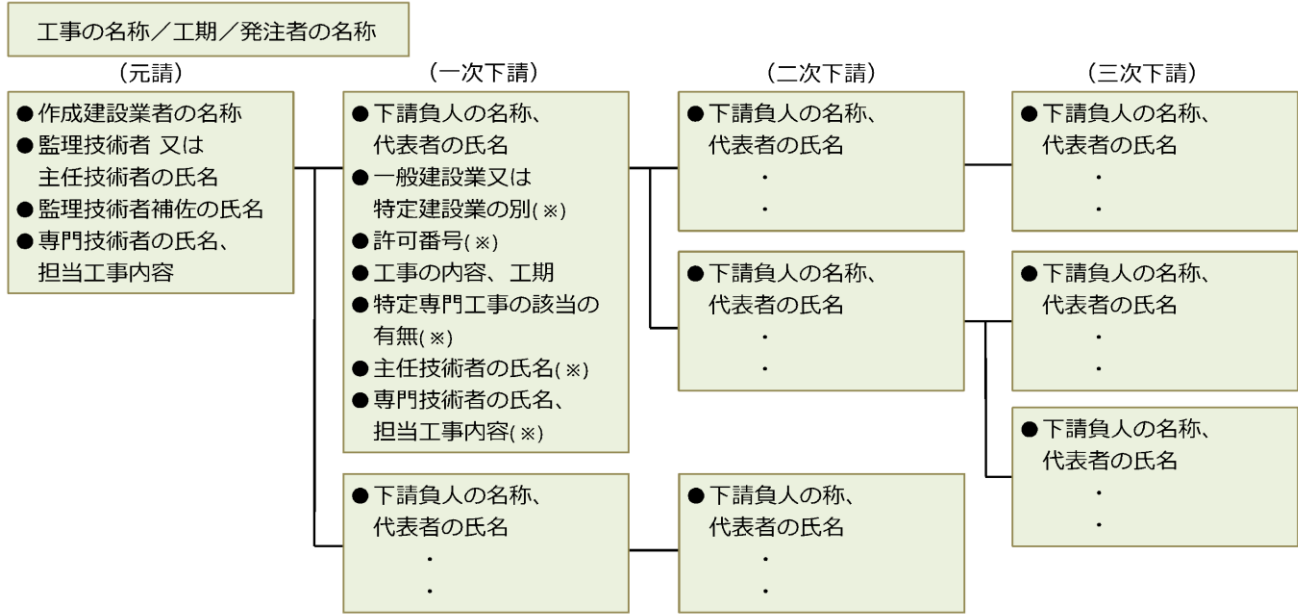 工事の名称／工期／発注者の名称
（元請）
（一次下請）
（二次下請）
（三次下請）
●作成建設業者の名称
●監理技術者 又は
主任技術者の氏名
●監理技術者補佐の氏名
●専門技術者の氏名、
担当工事内容
●下請負人の名称、
代表者の氏名
●一般建設業又は
特定建設業の別(※)
●許可番号(※)
●工事の内容、工期
●特定専門工事の該当の
有無(※)
●主任技術者の氏名(※)
●専門技術者の氏名、
担当工事内容(※)
●下請負人の名称、
代表者の氏名
・
・
●下請負人の名称、
代表者の氏名
・
・
●下請負人の名称、
代表者の氏名
・
・
●下請負人の称、
代表者の氏名
・
・
●下請負人の名称、
代表者の氏名
・
・
●下請負人の名称、
代表者の氏名
・
・
●下請負人の名称、
代表者の氏名
・
・